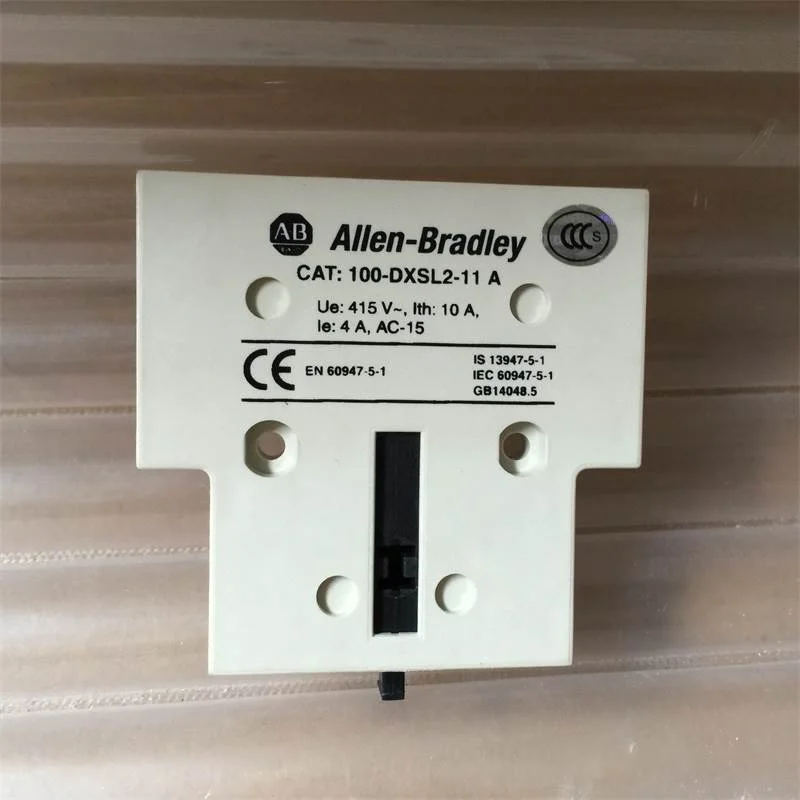 AB Allen-Bradley
CCC S
CAT: 100-DXSL2-11 A
Ue: 415 V~, Ith: 10 A,
Ie: 4 A, AC-15
CE EN 60947-5-1
IS 13947-5-1
IEC 60947-5-1
GB14048.5